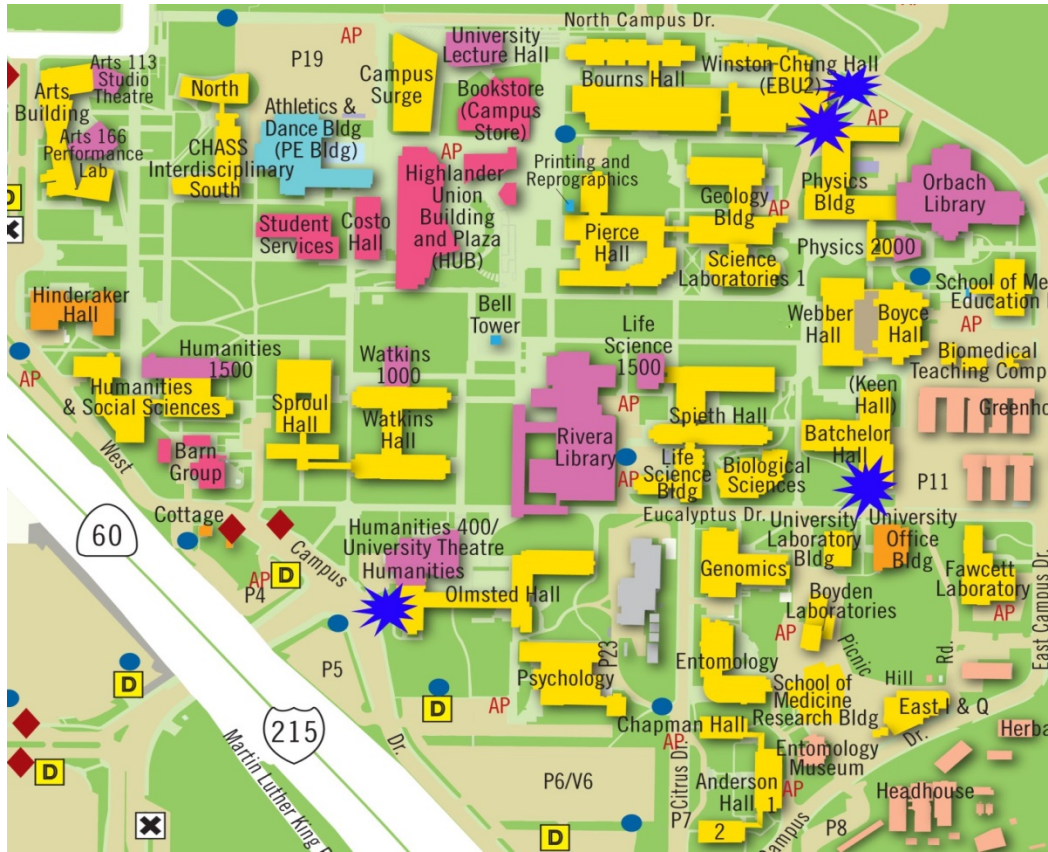 North Campus Dr.
AP
P19
Arts 113
Studio
Theatre
Arts
Building
Arts 166
Performance
Lab
North
CHASS
Interdisciplinary
South
Athletics &
Dance Bldg
(PE Bldg)
Campus
Surge
University
Lecture Hall
Bookstore
(Campus
Store)
Bourns Hall
Winston Chung Hall
(EBU2)
AP
AP
Highlander
Union
Building
and Plaza
(HUB)
Student
Services
Costo
Hall
Printing and
Reprographics
Pierce
Hall
Geology
Bldg
AP
Science
Laboratories 1
Physics
Bldg
Orbach
Library
Physics 2000
D
Hinderaker
Hall
Bell
Tower
Webber
Hall
Boyce
Hall
School of Me
Education
AP
Biomedical
Teaching Comp
AP
Humanities
1500
Humanities
& Social Sciences
Watkins
1000
Watkins
Hall
Sproul
Hall
Life
Science
1500
AP
Spieth Hall
Rivera
Library
(Keen
Hall)
Batchelor
Hall
Greenho
Barn
Group
AP
Life
Science
Bldg
Biological
Sciences
P11
West
Campus
Dr.
60
Cottage
Eucalyptus Dr.
Humanities 400/
University Theatre
Humanities
Olmsted Hall
University
Laboratory
Bldg
University
Office
Bldg
Genomics
Fawcett
Laboratory
AP
East Campus Dr.
AP
D
P4
Boyden
Laboratories
AP
Picnic
Hill
Rd.
P5
D
D
AP
Psychology
P23
Entomology
School of
Medicine
Research Bldg
East I & Q
Dr.
215
Martin Luther King
D
Chapman Hall
AP
Citrus Dr.
Entomology
Museum
Herba
P6/V6
D
P7
Anderson
Hall 1
2
AP
Campus
P8
Headhouse